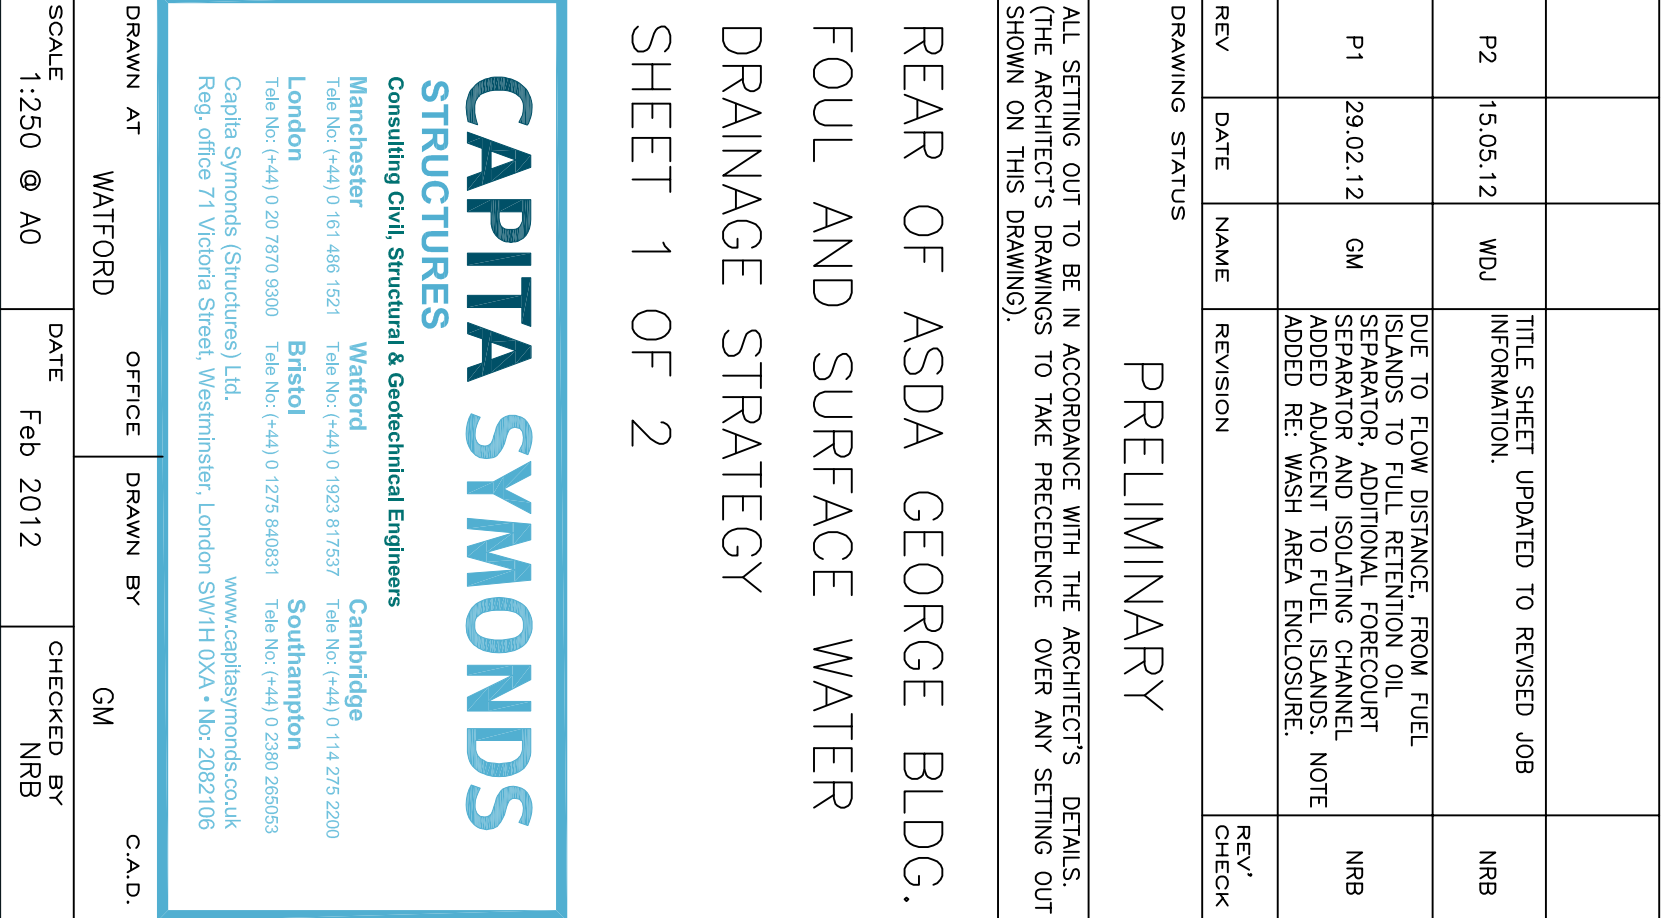 P2 15.05.12 WDJ TITLE SHEET UPDATED TO REVISED JOB NRB
INFORMATION.
P1 29.02.12 GM DUE TO FLOW DISTANCE, FROM FUEL NRB
ISLANDS TO FULL RETENTION OIL
SEPARATOR, ADDITIONAL FORECOURT
SEPARATOR AND ISOLATING CHANNEL
ADDED ADJACENT TO FUEL ISLANDS. NOTE
ADDED RE: WASH AREA ENCLOSURE.
REV DATE NAME REVISION REV' CHECK
DRAWING STATUS
PRELIMINARY
ALL SETTING OUT TO BE IN ACCORDANCE WITH THE ARCHITECT'S DETAILS.
(THE ARCHITECT'S DRAWINGS TO TAKE PRECEDENCE OVER ANY SETTING OUT
SHOWN ON THIS DRAWING).
REAR OF ASDA GEORGE BLDG.
FOUL AND SURFACE WATER
DRAINAGE STRATEGY
SHEET 1 OF 2
CAPITA SYMONDS
STRUCTURES
Consulting Civil, Structural & Geotechnical Engineers
Manchester Watford Cambridge
Tele No: (+44) 0 161 486 1521 Tele No: (+44) 0 1923 817537 Tele No: (+44) 0 114 275 2200
London Bristol Southampton
Tele No: (+44) 0 20 7870 9300 Tele No: (+44) 0 1275 840831 Tele No: (+44) 0 2380 265053
Capita Symonds (Structures) Ltd. www.capitasymonds.co.uk
Reg. office 71 Victoria Street, Westminster, London SW1H 0XA • No: 2082106
DRAWN AT OFFICE DRAWN BY C.A.D.
WATFORD GM
SCALE DATE CHECKED BY
1:250 @ A0 Feb 2012 NRB